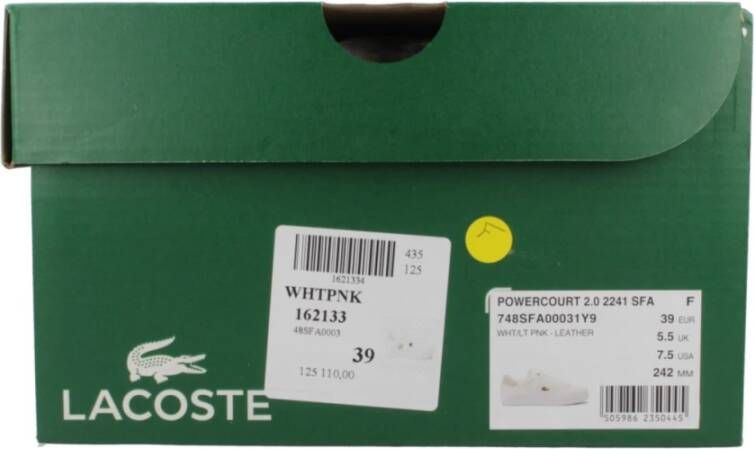 LACOSTE
435
125
1621334
WHTPNK
162133
48SFA0003
39
125 110,00
POWERCOURT 2.0 2241 SFA F
748SFA00031Y9 39 EUR
WHT/LT PNK - LEATHER 5.5 UK
7.5 USA
242 MM
505986 2350445